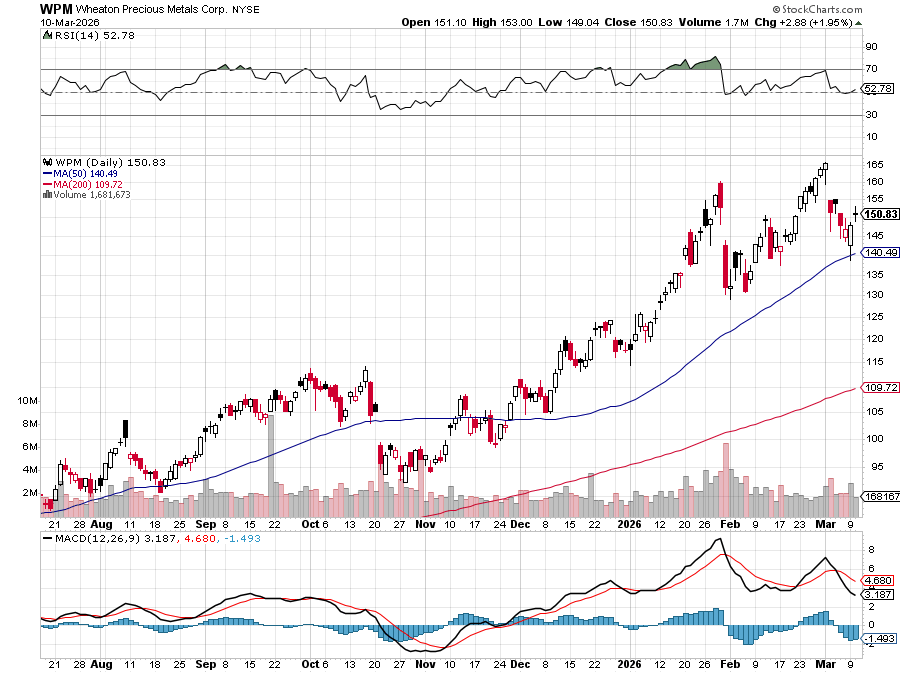 WPM Wheaton Precious Metals Corp. NYSE
© StockCharts.com
10-Mar-2026
Open 151.10 High 153.00 Low 149.04 Close 150.83 Volume 1.7M Chg +2.88 (+1.95%)
RSI(14) 52.78
90
70
52.78
30
10
WPM (Daily) 150.83
MA(50) 140.49
MA(200) 109.72
Volume 1,681,673
165
160
155
150.83
145
140.49
135
130
125
120
115
109.72
105
100
95
10M
8M
6M
4M
2M
21 28 Aug 11 18 25 Sep 8 15 22 Oct 6 13 20 27 Nov 10 17 24 Dec 8 15 22 2026 12 20 26 Feb 9 17 23 Mar 9
MACD(12,26,9) 3.187, 4.680, -1.493
8
6
4.680
3.187
2
0
-1.493
-2
21 28 Aug 11 18 25 Sep 8 15 22 Oct 6 13 20 27 Nov 10 17 24 Dec 8 15 22 2026 12 20 26 Feb 9 17 23 Mar 9